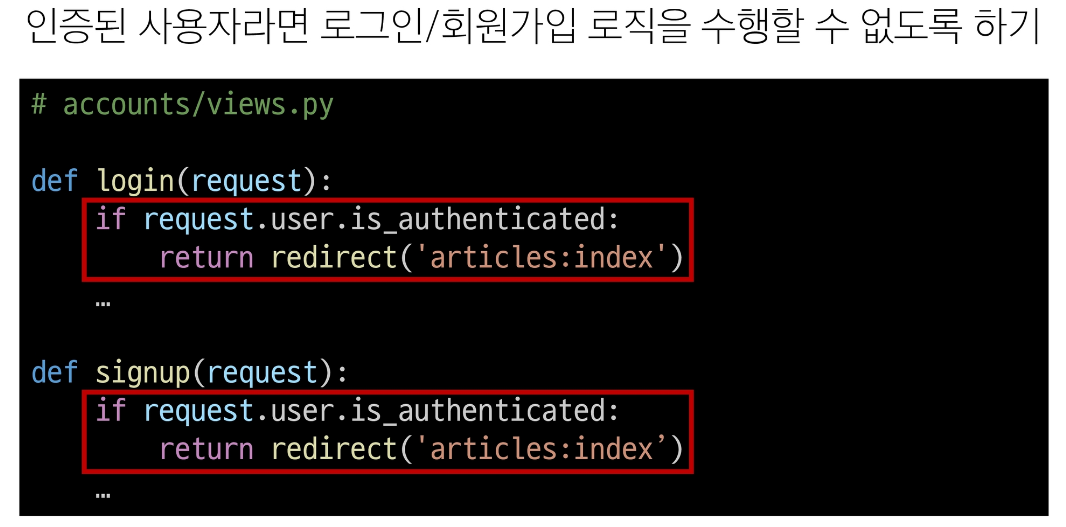 인증된 사용자라면 로그인/회원가입 로직을 수행할 수 없도록 하기
# accounts/views.py
def login(request):
    if request.user.is_authenticated:
        return redirect('articles:index')
    …
def signup(request):
    if request.user.is_authenticated:
        return redirect('articles:index’)
    …